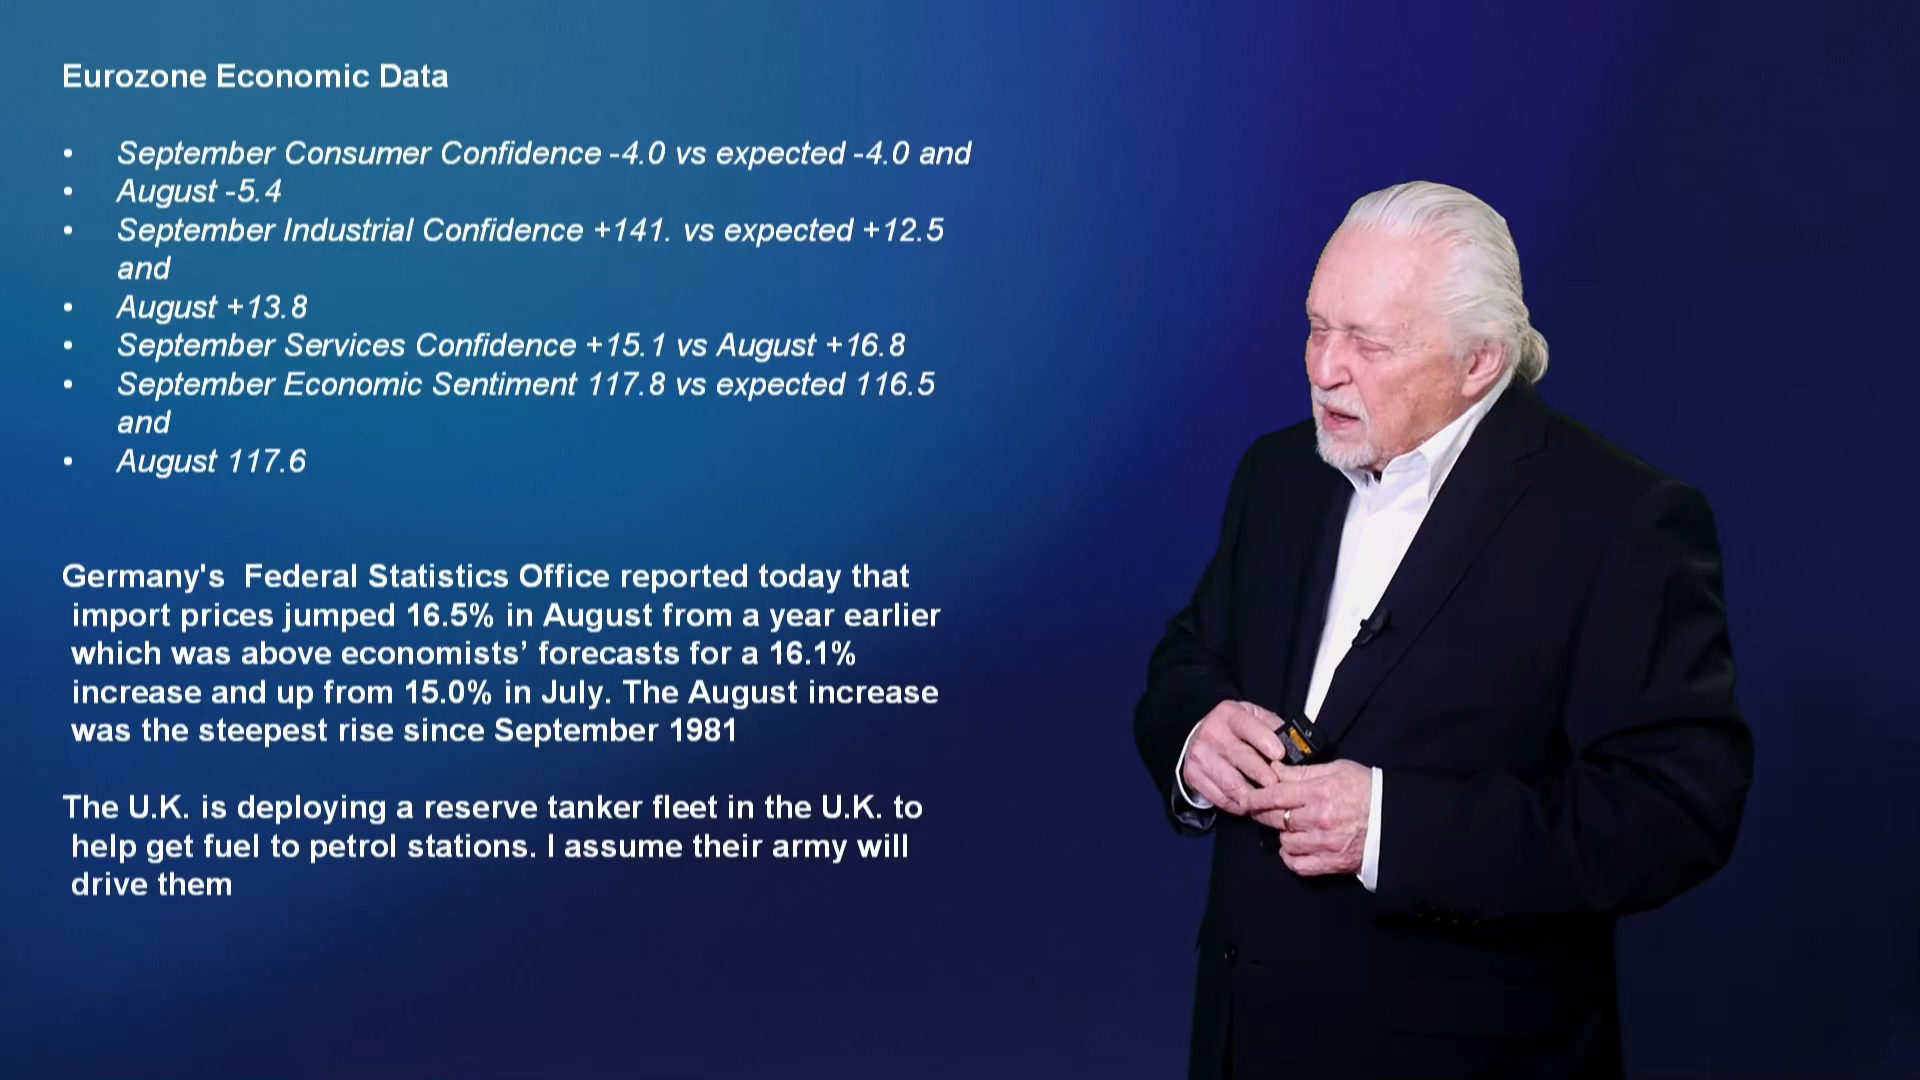 Eurozone Economic Data
• September Consumer Confidence -4.0 vs expected -4.0 and
• August -5.4
• September Industrial Confidence +141. vs expected +12.5
and
• August +13.8
• September Services Confidence +15.1 vs August +16.8
• September Economic Sentiment 117.8 vs expected 116.5
and
• August 117.6
Germany's  Federal Statistics Office reported today that
import prices jumped 16.5% in August from a year earlier
which was above economists’ forecasts for a 16.1%
increase and up from 15.0% in July. The August increase
was the steepest rise since September 1981
The U.K. is deploying a reserve tanker fleet in the U.K. to
help get fuel to petrol stations. I assume their army will
drive them